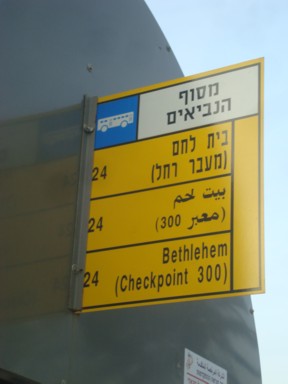 מסוף
הנביאים
בית לחם
(מעבר רחל)
24
بيت لحم
(معبر 300)
24
Bethlehem
(Checkpoint 300)
24